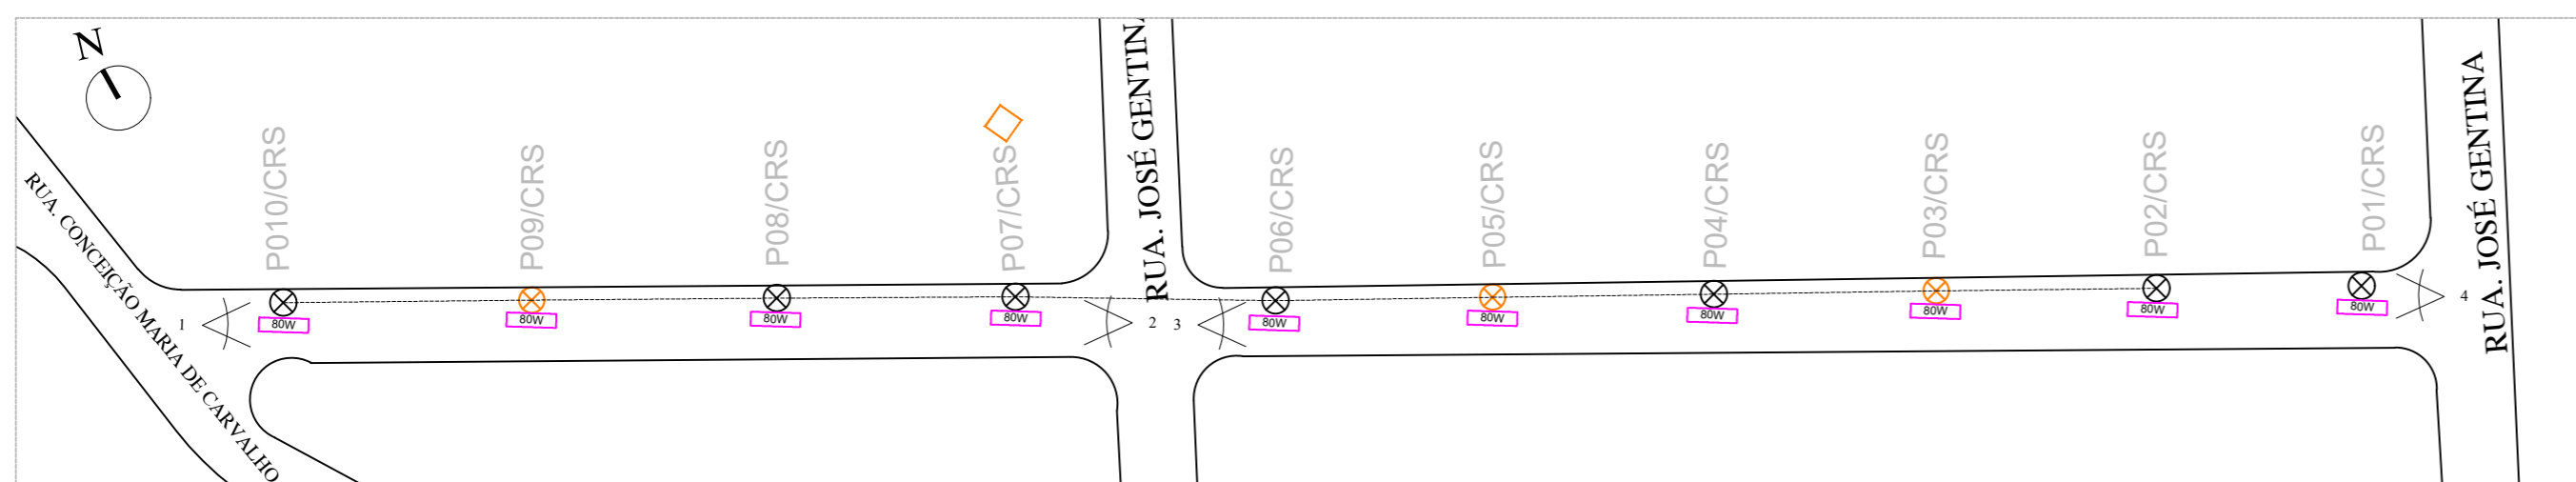 N
RUA. CONCEIÇÃO MARIA DE CARVALHO
P010/CRS
P09/CRS
P08/CRS
P07/CRS
RUA. JOSÉ GENTINA
P06/CRS
P05/CRS
P04/CRS
P03/CRS
P02/CRS
P01/CRS
RUA. JOSÉ GENTINA
1
80W
80W
80W
80W
2
3
80W
80W
80W
80W
80W
80W
4